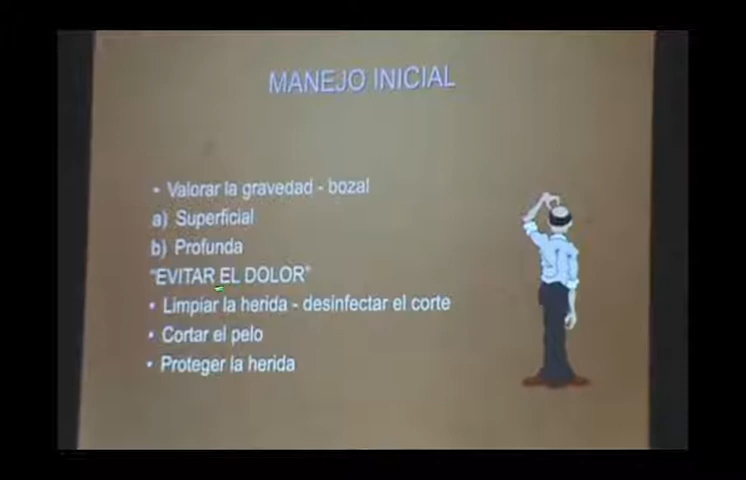 MANEJO INICIAL
• Valorar la gravedad - bozal
a) Superficial
b) Profunda
"EVITAR EL DOLOR"
• Limpiar la herida - desinfectar el corte
• Cortar el pelo
• Proteger la herida